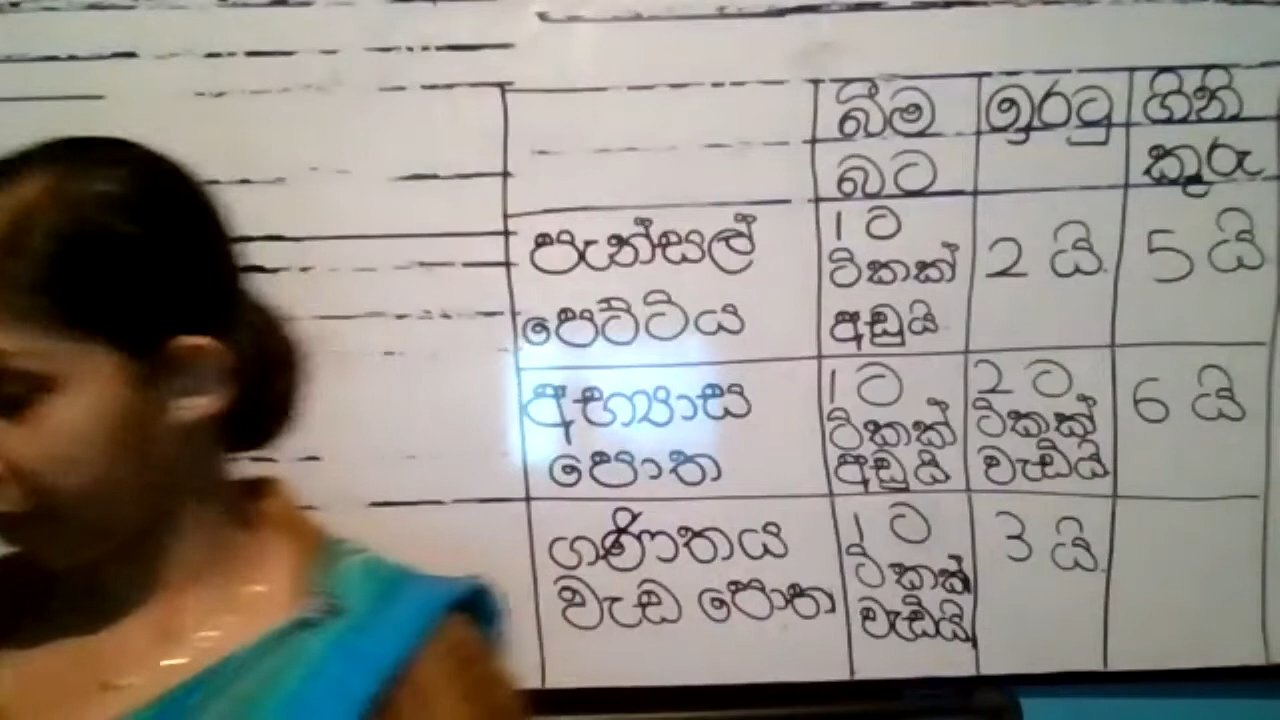 බීම ඉරටු ගිනි
බට කූරු
පැන්සල් 1 ට 2 යි. 5 යි
පෙට්ටිය ටිකක් අඩුයි
අභ්‍යාස 1 ට 2 ට 6 යි
පොත ටිකක් අඩුයි ටිකක් වැඩියි
ගණිතය 1 ට 3 යි.
වැඩ පොත ටිකක් වැඩියි